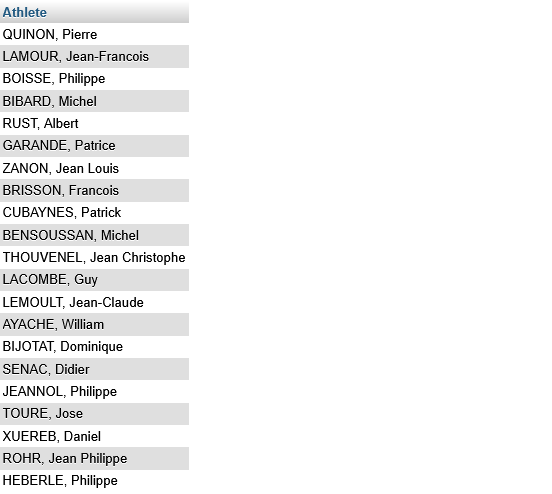 Athlete
QUINON, Pierre
LAMOUR, Jean-Francois
BOISSE, Philippe
BIBARD, Michel
RUST, Albert
GARANDE, Patrice
ZANON, Jean Louis
BRISSON, Francois
CUBAYNES, Patrick
BENSOUSSAN, Michel
THOUVENEL, Jean Christophe
LACOMBE, Guy
LEMOULT, Jean-Claude
AYACHE, William
BIJOTAT, Dominique
SENAC, Didier
JEANNOL, Philippe
TOURE, Jose
XUEREB, Daniel
ROHR, Jean Philippe
HEBERLE, Philippe